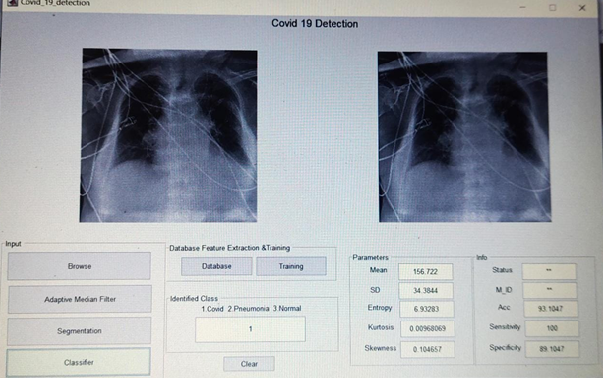 Covid_19_detection
Covid 19 Detection
Input
Browse
Adaptive Median Filter
Segmentation
Classifer
Database Feature Extraction &Training
Database
Training
Identified Class
1.Covid 2.Pneumonia 3.Normal
1
Clear
Parameters
Mean 156.722
SD 34.3844
Entropy 6.93283
Kurtosis 0.00968069
Skewness 0.104657
Info
Status --
M_ID --
Acc 93.1047
Sensitivity 100
Specificity 89.1047